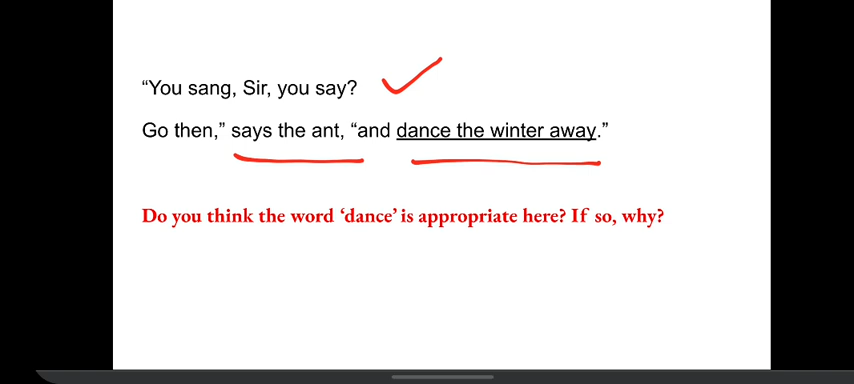 “You sang, Sir, you say?
Go then,” says the ant, “and dance the winter away.”
Do you think the word ‘dance’ is appropriate here? If so, why?